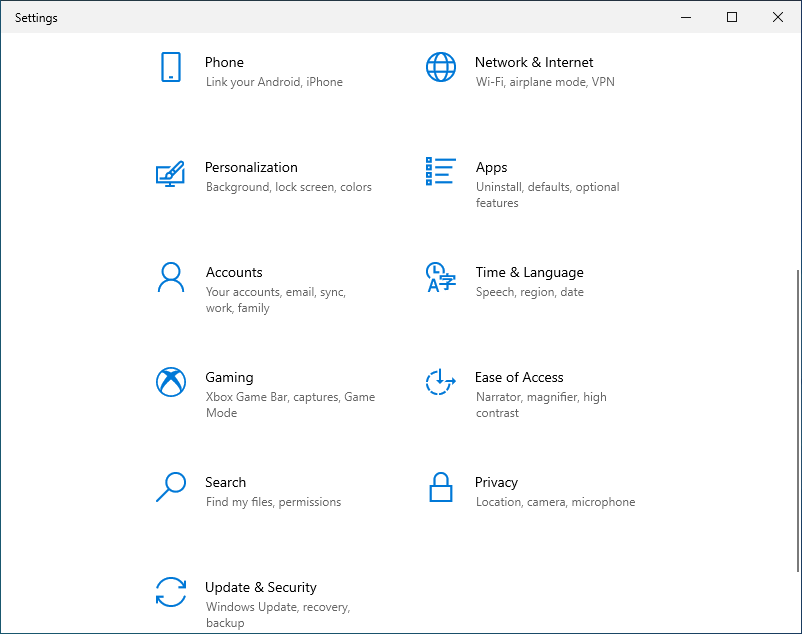 Settings
Phone
Link your Android, iPhone
Network & Internet
Wi-Fi, airplane mode, VPN
Personalization
Background, lock screen, colors
Apps
Uninstall, defaults, optional
features
Accounts
Your accounts, email, sync,
work, family
Time & Language
Speech, region, date
Gaming
Xbox Game Bar, captures, Game
Mode
Ease of Access
Narrator, magnifier, high
contrast
Search
Find my files, permissions
Privacy
Location, camera, microphone
Update & Security
Windows Update, recovery,
backup